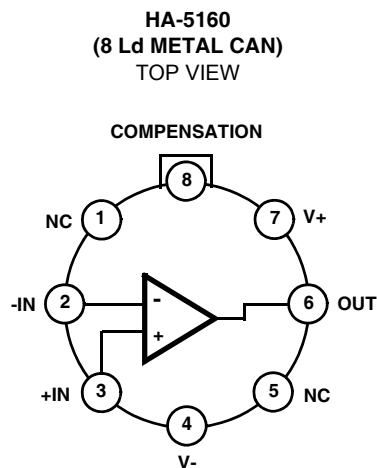 HA-5160
(8 Ld METAL CAN)
TOP VIEW
COMPENSATION
8
NC 1
7 V+
-IN 2
-
6 OUT
+
+IN 3
5 NC
4
V-